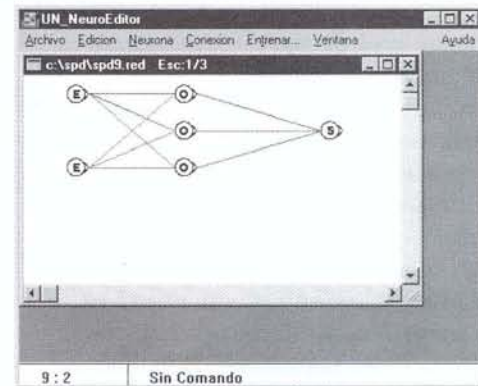 UN_NeuroEditor
Archivo Edicion Neurona Conexion Entrenar... Ventana Ayuda
c:\spd\spd9.red Esc:1/3
E O
O S
E O
9 : 2 Sin Comando